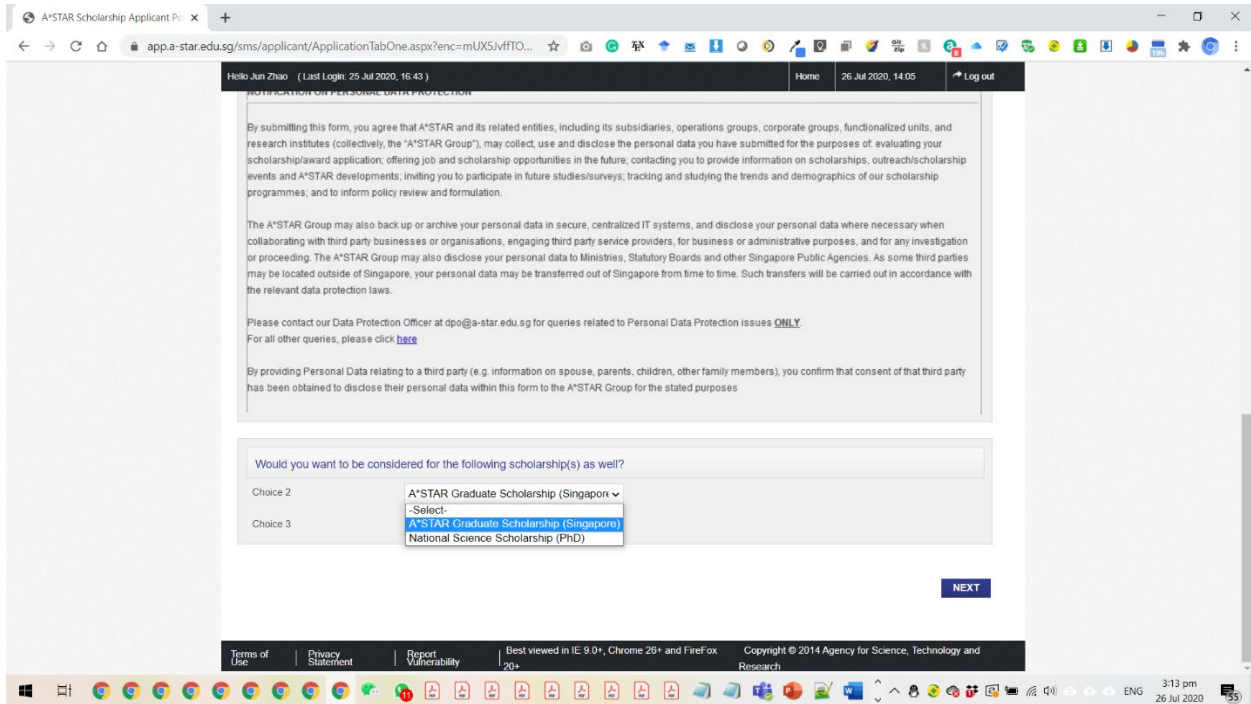 A*STAR Scholarship Applicant Po
app.a-star.edu.sg/sms/applicant/ApplicationTabOne.aspx?enc=mUX5JvffTO...
Hello Jun Zhao ( Last Login: 25 Jul 2020, 16:43 )
Home
26 Jul 2020, 14:05
Log out
NOTIFICATION ON PERSONAL DATA PROTECTION
By submitting this form, you agree that A*STAR and its related entities, including its subsidiaries, operations groups, corporate groups, functionalized units, and
research institutes (collectively, the "A*STAR Group"), may collect, use and disclose the personal data you have submitted for the purposes of: evaluating your
scholarship/award application; offering job and scholarship opportunities in the future; contacting you to provide information on scholarships, outreach/scholarship
events and A*STAR developments; inviting you to participate in future studies/surveys; tracking and studying the trends and demographics of our scholarship
programmes; and to inform policy review and formulation.
The A*STAR Group may also back up or archive your personal data in secure, centralized IT systems, and disclose your personal data where necessary when
collaborating with third party businesses or organisations, engaging third party service providers, for business or administrative purposes, and for any investigation
or proceeding. The A*STAR Group may also disclose your personal data to Ministries, Statutory Boards and other Singapore Public Agencies. As some third parties
may be located outside of Singapore, your personal data may be transferred out of Singapore from time to time. Such transfers will be carried out in accordance with
the relevant data protection laws.
Please contact our Data Protection Officer at dpo@a-star.edu.sg for queries related to Personal Data Protection issues ONLY.
For all other queries, please click here
By providing Personal Data relating to a third party (e.g. information on spouse, parents, children, other family members), you confirm that consent of that third party
has been obtained to disclose their personal data within this form to the A*STAR Group for the stated purposes
Would you want to be considered for the following scholarship(s) as well?
Choice 2
A*STAR Graduate Scholarship (Singapore
-Select-
Choice 3
A*STAR Graduate Scholarship (Singapore)
National Science Scholarship (PhD)
NEXT
Terms of
Use
Privacy
Statement
Report
Vulnerability
Best viewed in IE 9.0+, Chrome 26+ and FireFox
20+
Copyright © 2014 Agency for Science, Technology and
Research
ENG
3:13 pm
26 Jul 2020
55